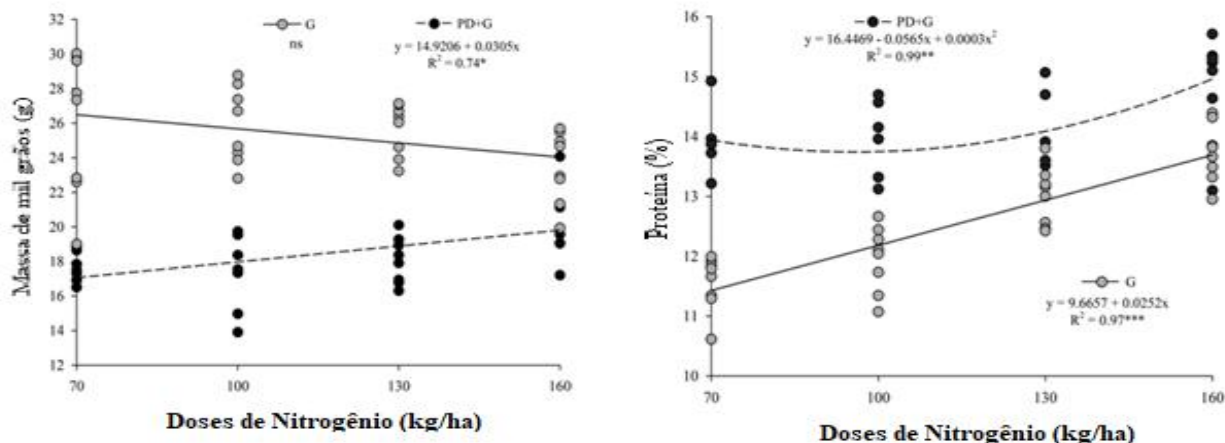 32
30
28
26
24
22
20
18
16
14
12
Massa de mil grãos (g)
G
ns
PD+G
y = 14.9206 + 0.0305x
R² = 0.74*
70
100
130
160
Doses de Nitrogênio (kg/ha)
16
15
14
13
12
11
10
Proteína (%)
PD+G
y = 16.4469 - 0.0565x + 0.0003x²
R² = 0.99**
G
y = 9.6657 + 0.0252x
R² = 0.97***
70
100
130
160
Doses de Nitrogênio (kg/ha)